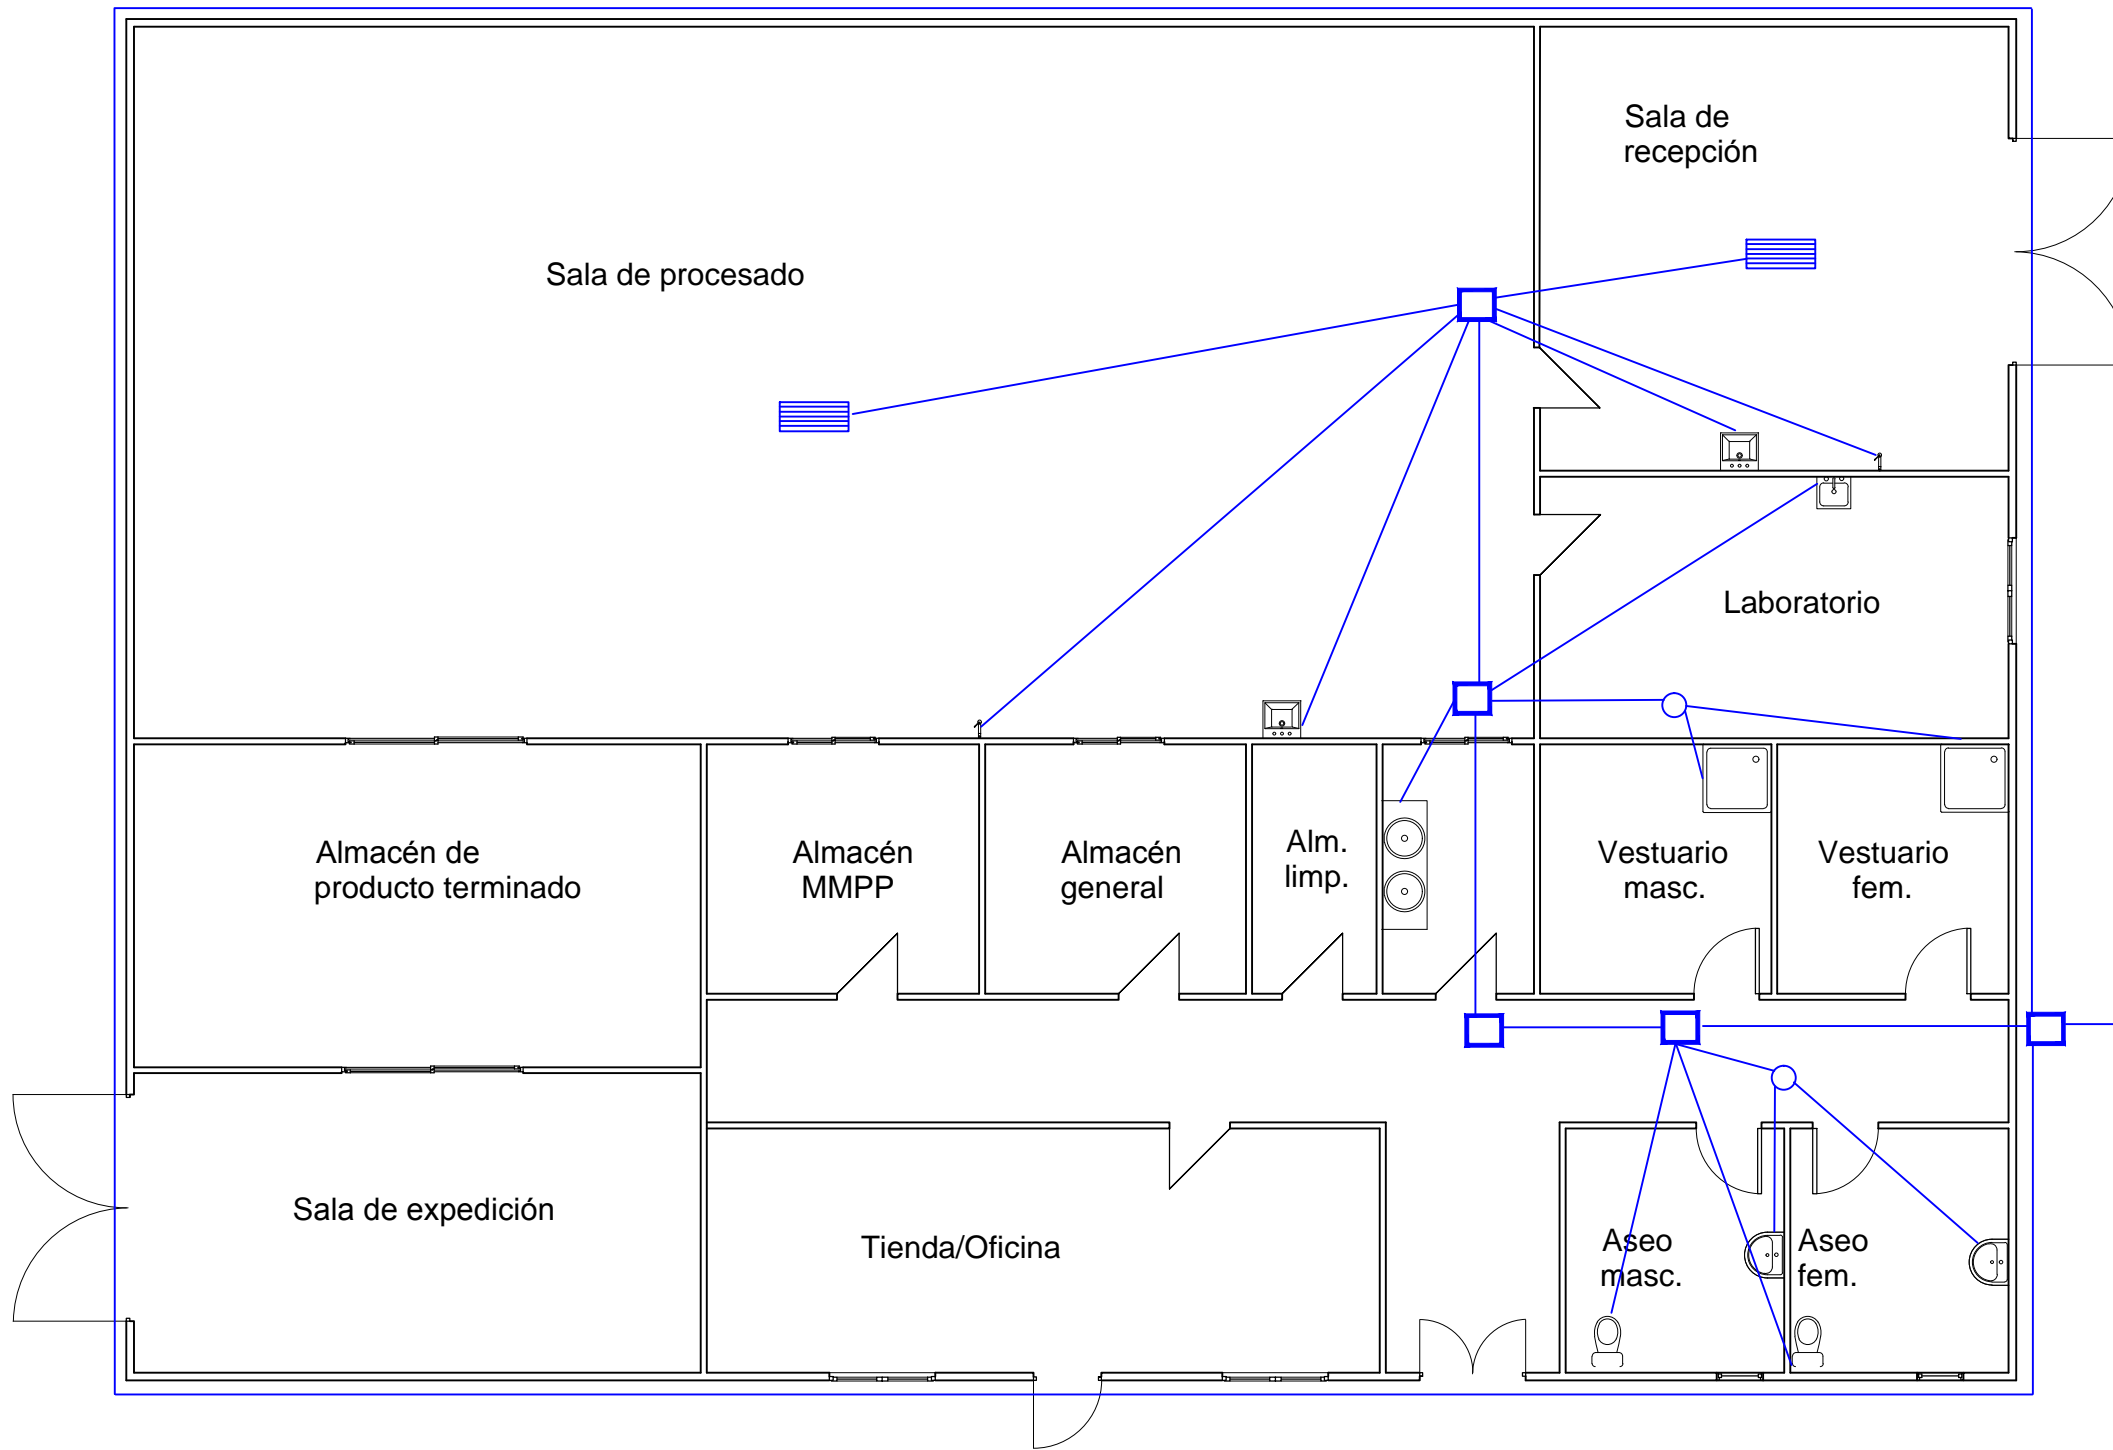 Sala de
recepción
Sala de procesado
Laboratorio
Almacén de
producto terminado
Almacén
MMPP
Almacén
general
Alm.
limp.
Vestuario
masc.
Vestuario
fem.
Sala de expedición
Tienda/Oficina
Aseo
masc.
Aseo
fem.